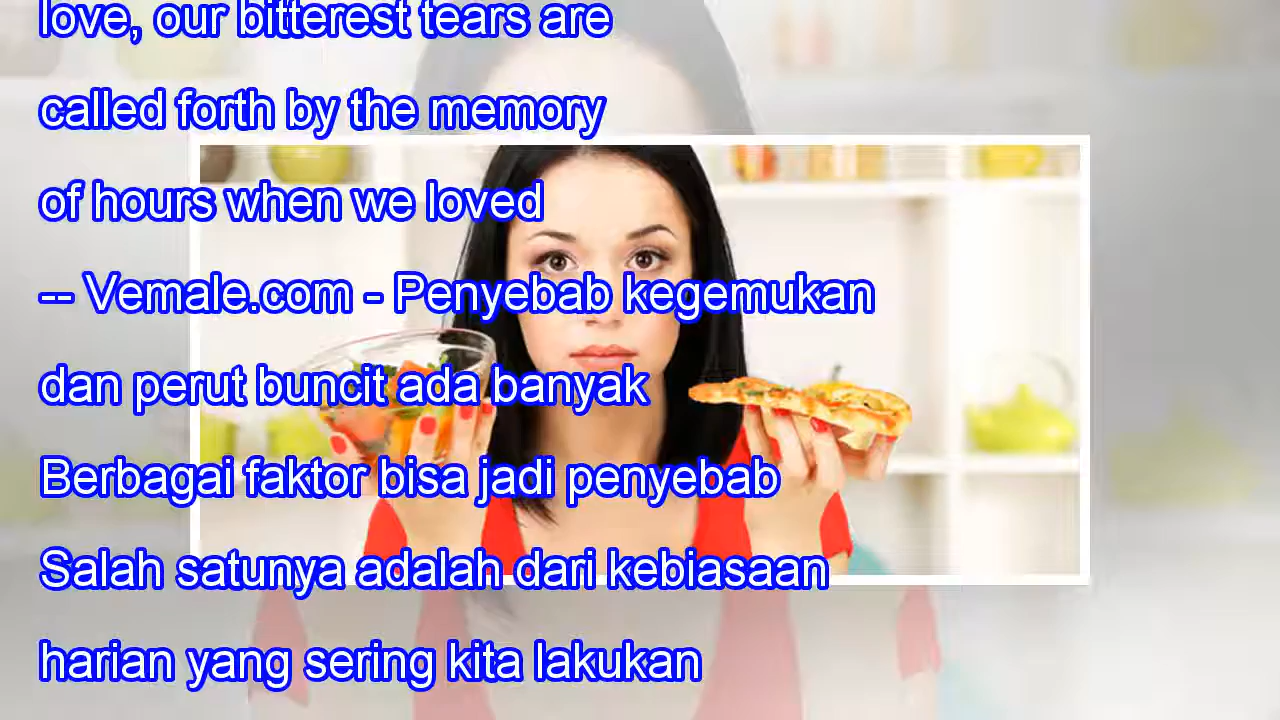 love, our bitterest tears are
called forth by the memory
of hours when we loved
-- Vemale.com - Penyebab kegemukan
dan perut buncit ada banyak
Berbagai faktor bisa jadi penyebab
Salah satunya adalah dari kebiasaan
harian yang sering kita lakukan